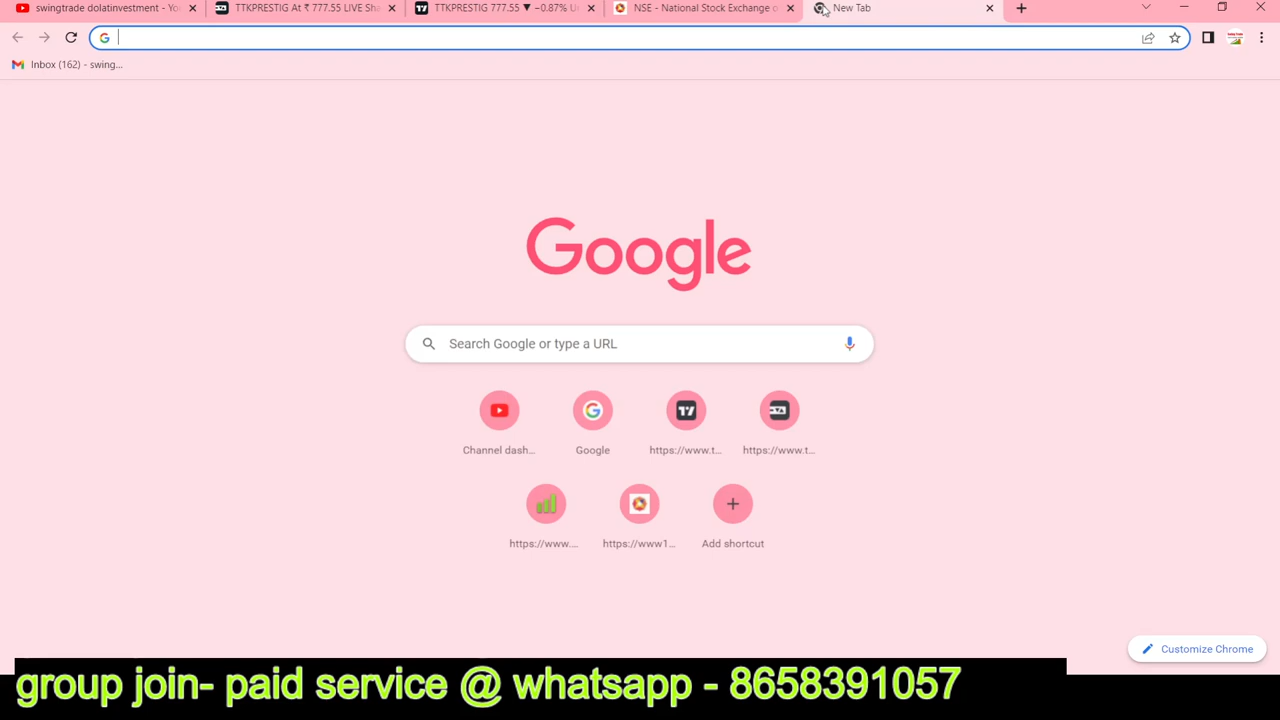 swingtrade dolatinvestment - Yo
TTKPRESTIG At ₹ 777.55 LIVE Sha
TTKPRESTIG 777.55 ▼ −0.87% U
NSE - National Stock Exchange o
New Tab
Inbox (162) - swing...
Google
Search Google or type a URL
Channel dash...
Google
https://www.t...
https://www.t...
https://www....
https://www1...
Add shortcut
Customize Chrome
group join- paid service @ whatsapp - 8658391057